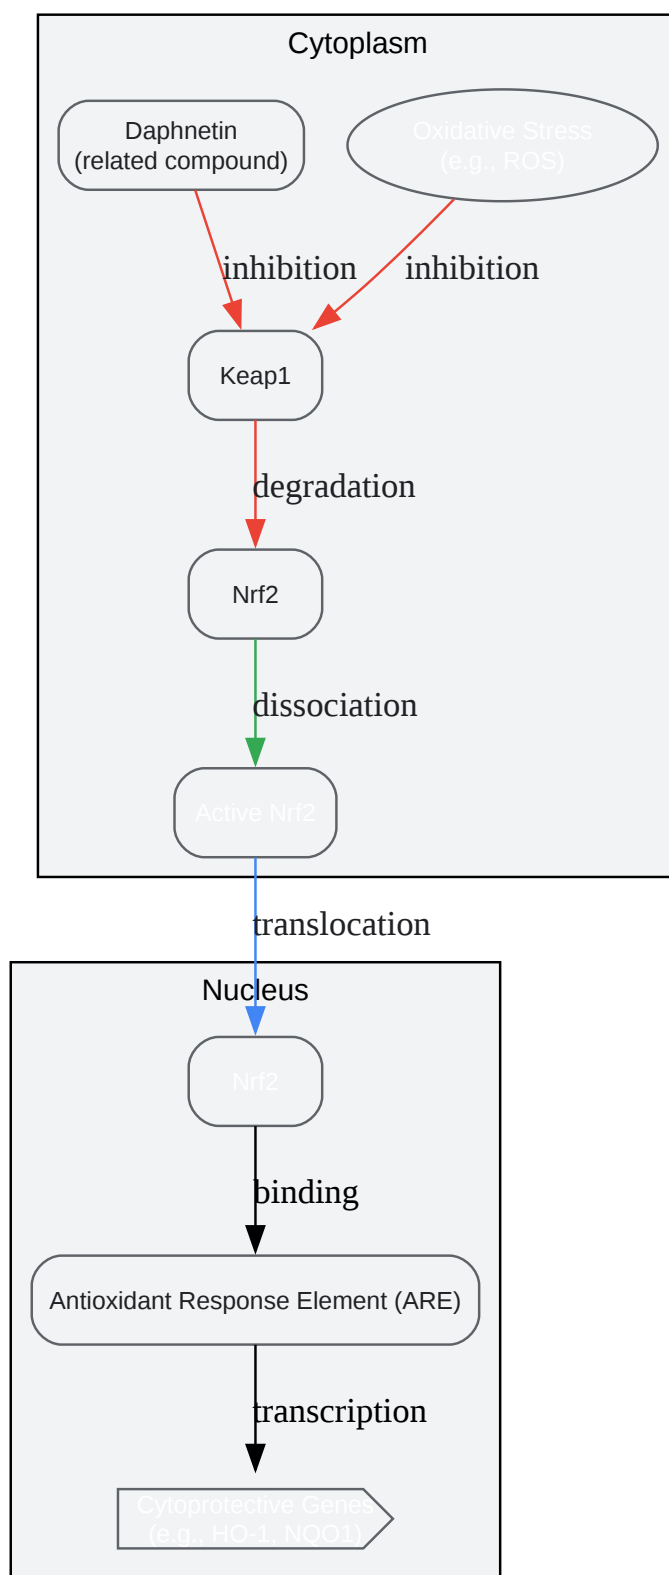 Cytoplasm
Daphnetin
(related compound)
Oxidative Stress
(e.g., ROS)
inhibition
inhibition
Keap1
degradation
Nrf2
dissociation
Active Nrf2
translocation
Nucleus
Nrf2
binding
Antioxidant Response Element (ARE)
transcription
Cytoprotective Genes
(e.g., HO-1, NQO1)